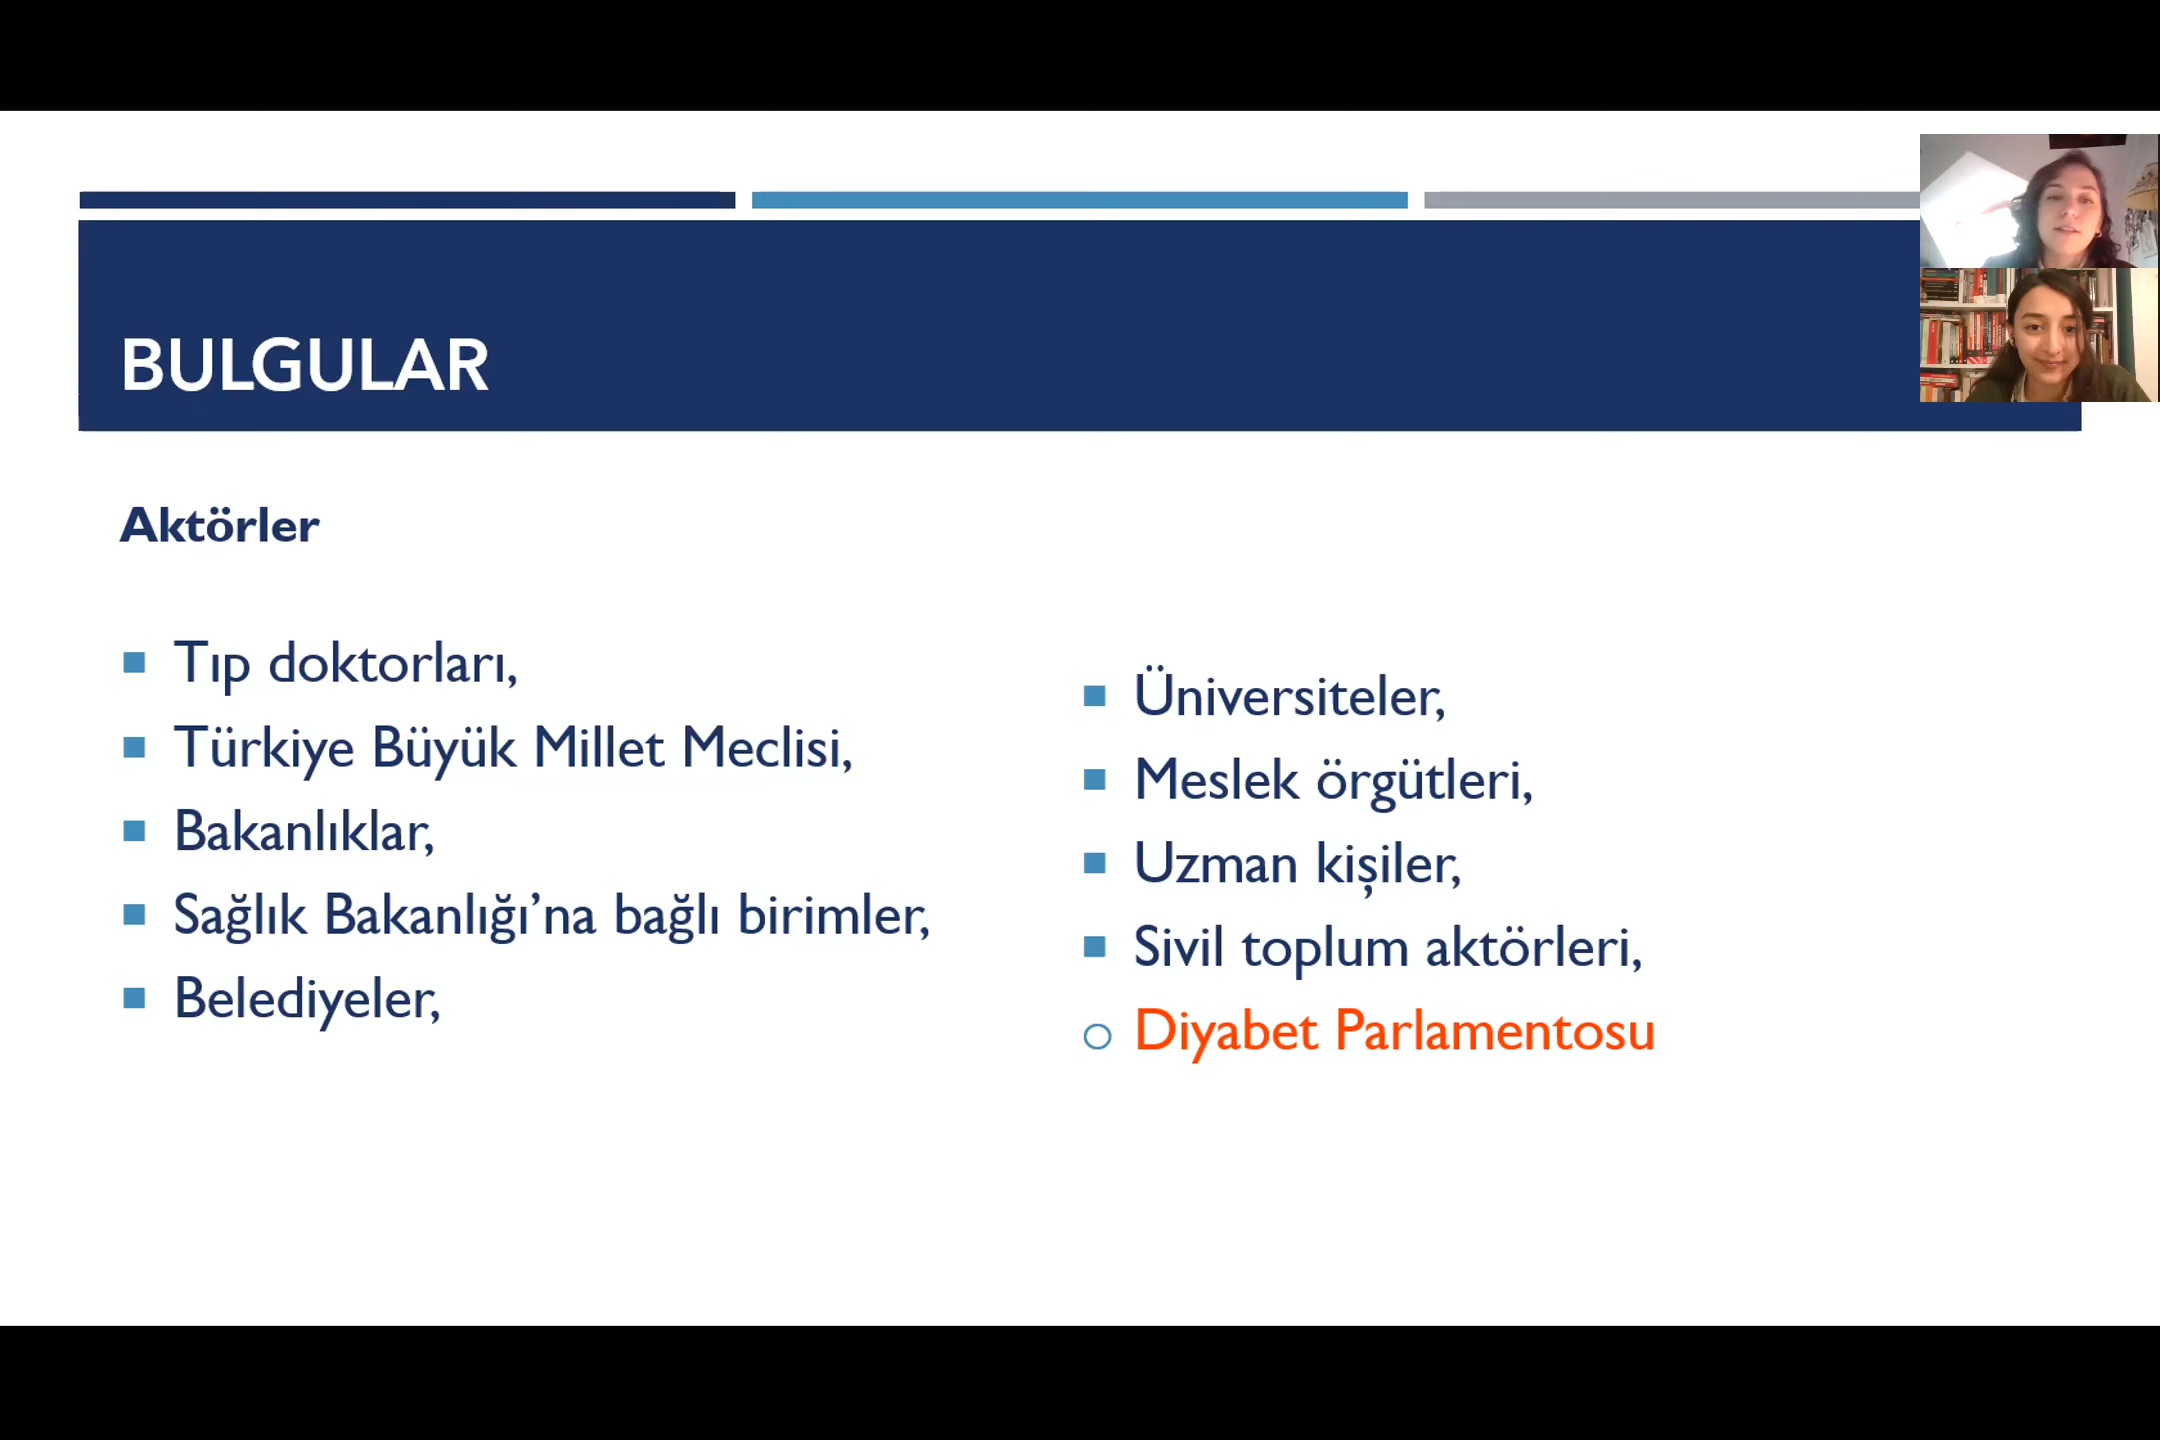 BULGULAR
Aktörler
Tıp doktorları,
Türkiye Büyük Millet Meclisi,
Bakanlıklar,
Sağlık Bakanlığı’na bağlı birimler,
Belediyeler,
Üniversiteler,
Meslek örgütleri,
Uzman kişiler,
Sivil toplum aktörleri,
Diyabet Parlamentosu